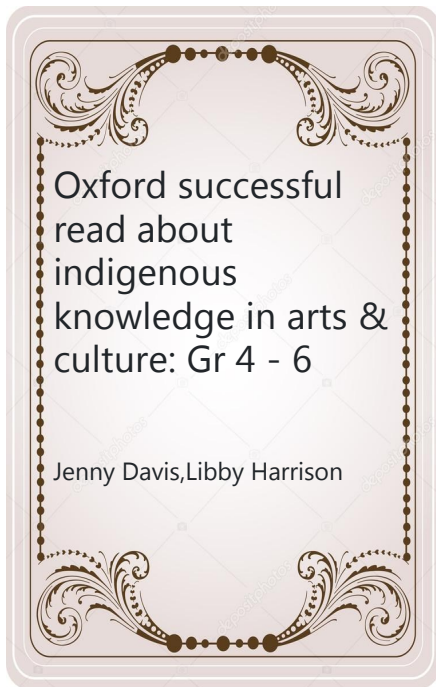 Oxford successful
read about
indigenous
knowledge in arts &
culture: Gr 4 - 6
Jenny Davis,Libby Harrison